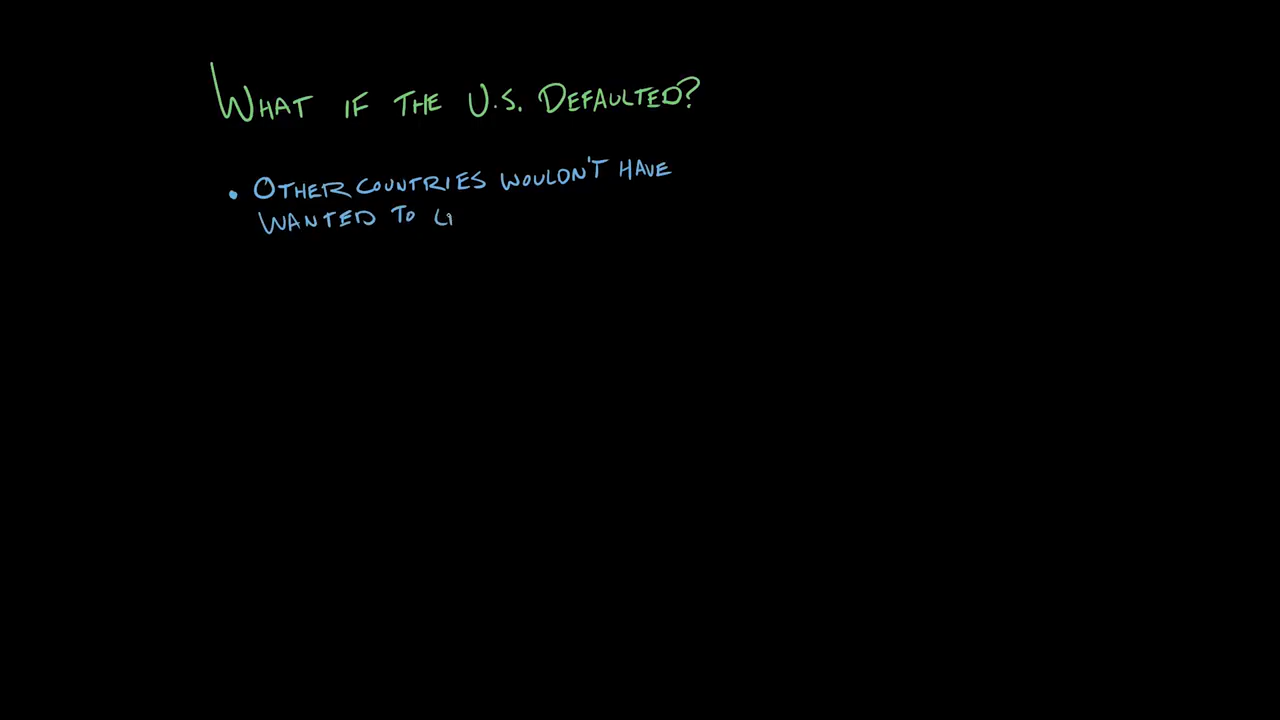 WHAT IF THE U.S. DEFAULTED?
• OTHER COUNTRIES WOULDN'T HAVE
WANTED TO